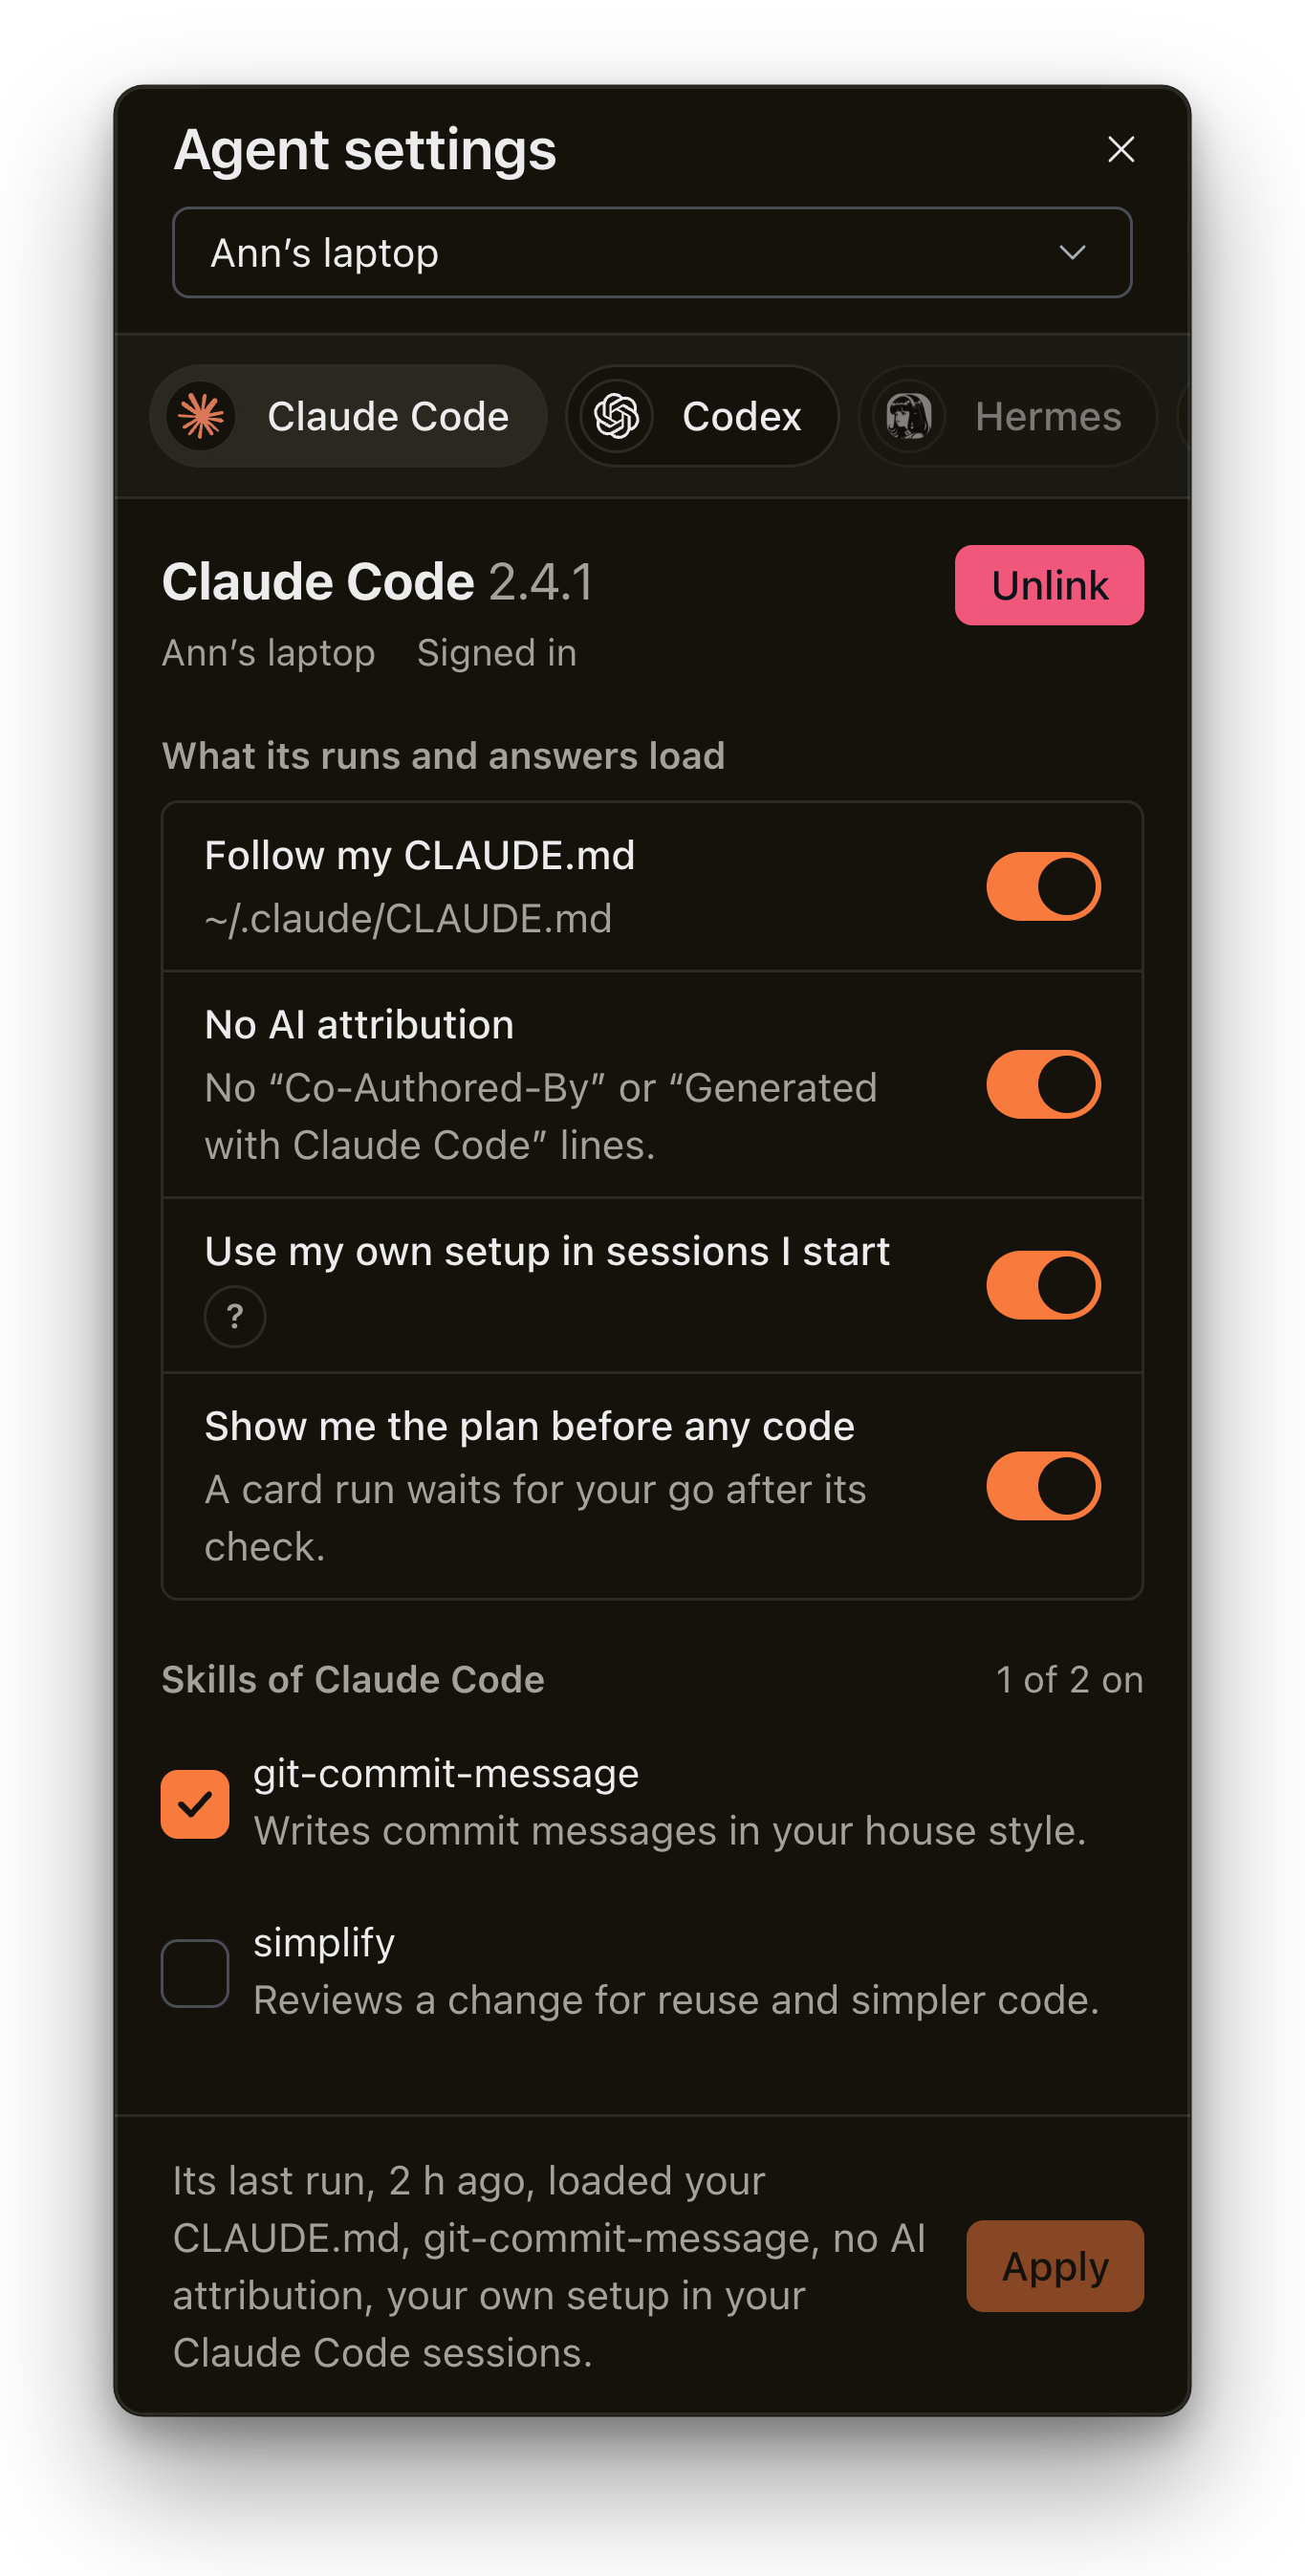 Agent settings
Ann’s laptop
Claude Code
Codex
Hermes
Claude Code 2.4.1
Unlink
Ann’s laptop Signed in
What its runs and answers load
Follow my CLAUDE.md
~/.claude/CLAUDE.md
No AI attribution
No “Co-Authored-By” or “Generated
with Claude Code” lines.
Use my own setup in sessions I start
?
Show me the plan before any code
A card run waits for your go after its
check.
Skills of Claude Code
1 of 2 on
git-commit-message
Writes commit messages in your house style.
simplify
Reviews a change for reuse and simpler code.
Its last run, 2 h ago, loaded your
CLAUDE.md, git-commit-message, no AI
attribution, your own setup in your
Claude Code sessions.
Apply